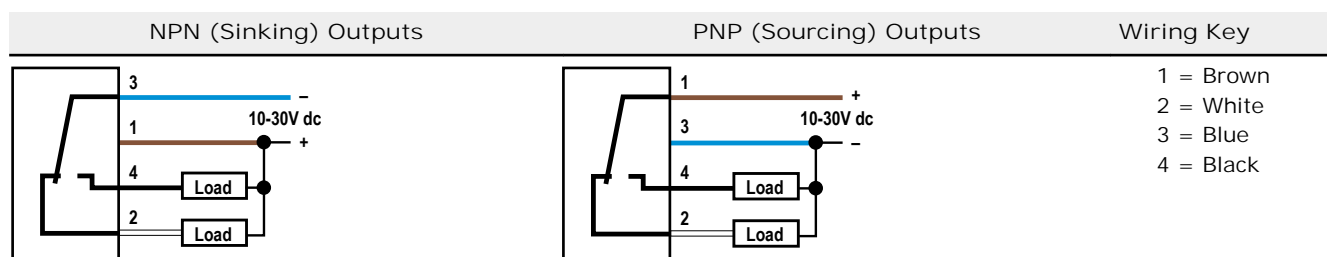 NPN (Sinking) Outputs
PNP (Sourcing) Outputs
Wiring Key
3
–
10-30V dc
1
+
4
Load
2
Load
1
+
10-30V dc
3
–
4
Load
2
Load
1 = Brown
2 = White
3 = Blue
4 = Black